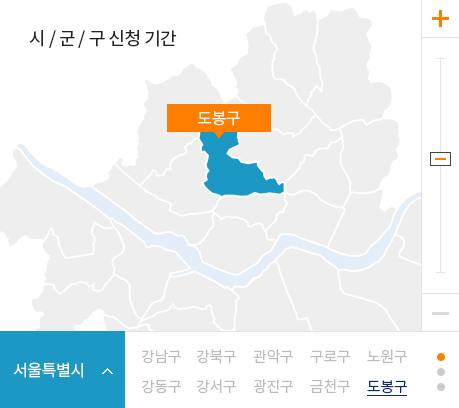 시 / 군 / 구 신청 기간
도봉구
서울특별시
강남구 강북구 관악구 구로구 노원구
강동구 강서구 광진구 금천구 도봉구